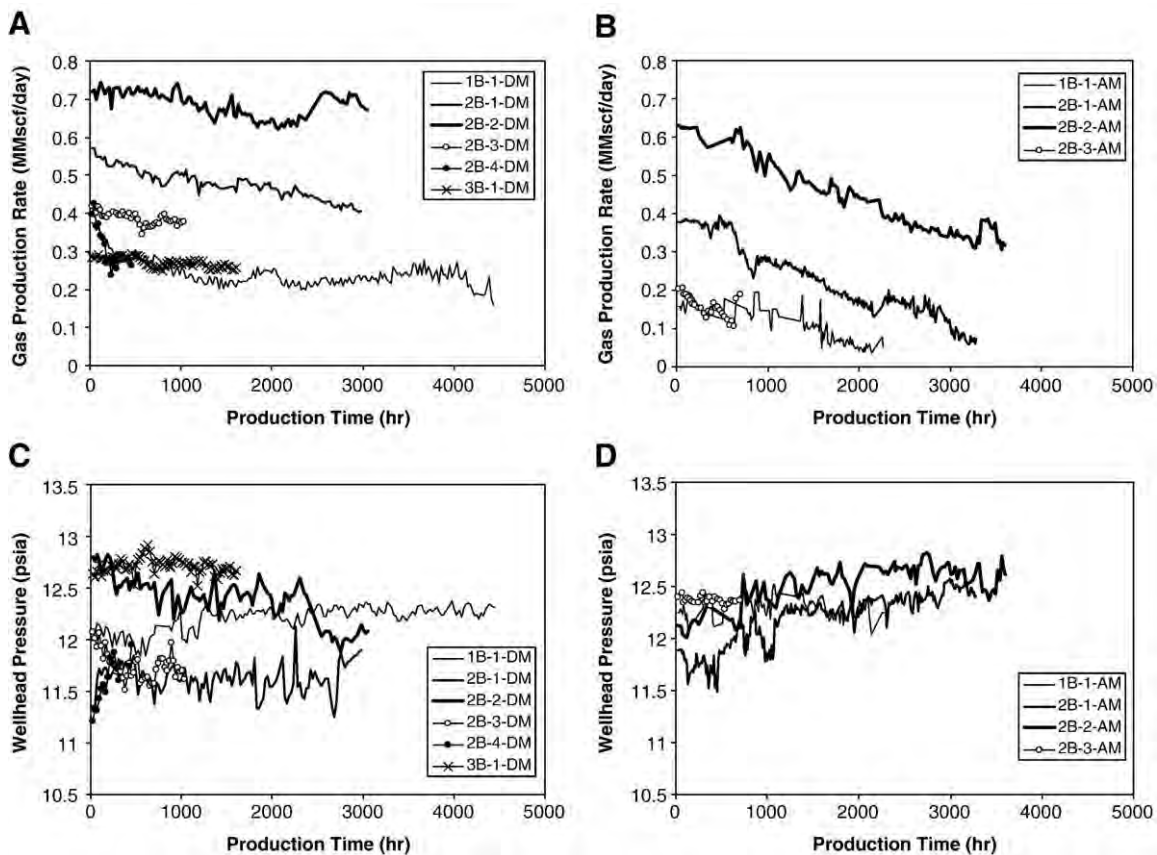 A
Gas Production Rate (MMscf/day)
0.8
0.7
0.6
0.5
0.4
0.3
0.2
0.1
0
0 1000 2000 3000 4000 5000
Production Time (hr)
1B-1-DM
2B-1-DM
2B-2-DM
2B-3-DM
2B-4-DM
3B-1-DM
B
Gas Production Rate (MMscf/day)
0.8
0.7
0.6
0.5
0.4
0.3
0.2
0.1
0
0 1000 2000 3000 4000 5000
Production Time (hr)
1B-1-AM
2B-1-AM
2B-2-AM
2B-3-AM
C
Wellhead Pressure (psia)
13.5
13
12.5
12
11.5
11
10.5
0 1000 2000 3000 4000 5000
Production Time (hr)
1B-1-DM
2B-1-DM
2B-2-DM
2B-3-DM
2B-4-DM
3B-1-DM
D
Wellhead Pressure (psia)
13.5
13
12.5
12
11.5
11
10.5
0 1000 2000 3000 4000 5000
Production Time (hr)
1B-1-AM
2B-1-AM
2B-2-AM
2B-3-AM